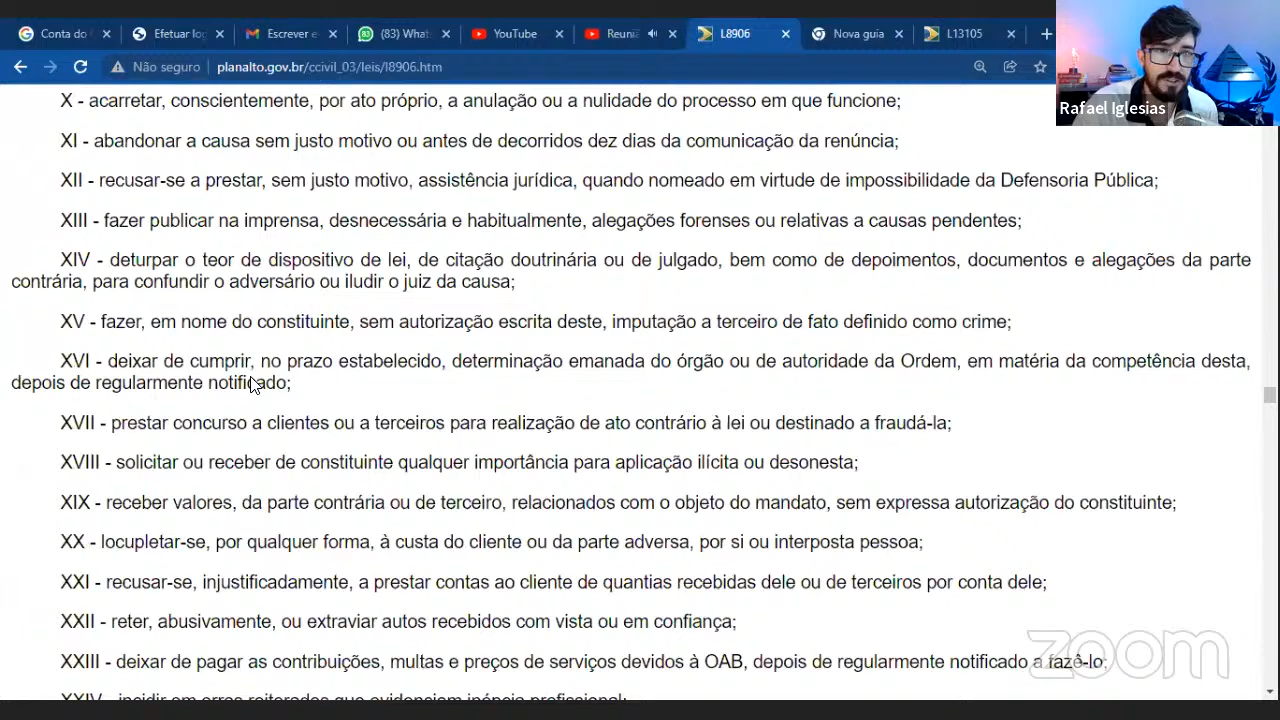 Conta do
Efetuar log
Escrever e-
(83) Whats
YouTube
Reuniã
L8906
Nova guia
L13105
Não seguro
planalto.gov.br/ccivil_03/leis/l8906.htm
Rafael Iglesias
X - acarretar, conscientemente, por ato próprio, a anulação ou a nulidade do processo em que funcione;
XI - abandonar a causa sem justo motivo ou antes de decorridos dez dias da comunicação da renúncia;
XII - recusar-se a prestar, sem justo motivo, assistência jurídica, quando nomeado em virtude de impossibilidade da Defensoria Pública;
XIII - fazer publicar na imprensa, desnecessária e habitualmente, alegações forenses ou relativas a causas pendentes;
XIV - deturpar o teor de dispositivo de lei, de citação doutrinária ou de julgado, bem como de depoimentos, documentos e alegações da parte
contrária, para confundir o adversário ou iludir o juiz da causa;
XV - fazer, em nome do constituinte, sem autorização escrita deste, imputação a terceiro de fato definido como crime;
XVI - deixar de cumprir, no prazo estabelecido, determinação emanada do órgão ou de autoridade da Ordem, em matéria da competência desta,
depois de regularmente notificado;
XVII - prestar concurso a clientes ou a terceiros para realização de ato contrário à lei ou destinado a fraudá-la;
XVIII - solicitar ou receber de constituinte qualquer importância para aplicação ilícita ou desonesta;
XIX - receber valores, da parte contrária ou de terceiro, relacionados com o objeto do mandato, sem expressa autorização do constituinte;
XX - locupletar-se, por qualquer forma, à custa do cliente ou da parte adversa, por si ou interposta pessoa;
XXI - recusar-se, injustificadamente, a prestar contas ao cliente de quantias recebidas dele ou de terceiros por conta dele;
XXII - reter, abusivamente, ou extraviar autos recebidos com vista ou em confiança;
zoom
XXIII - deixar de pagar as contribuições, multas e preços de serviços devidos à OAB, depois de regularmente notificado a fazê-lo;
XXIV - incidir em erros reiterados que evidenciem inépcia profissional;